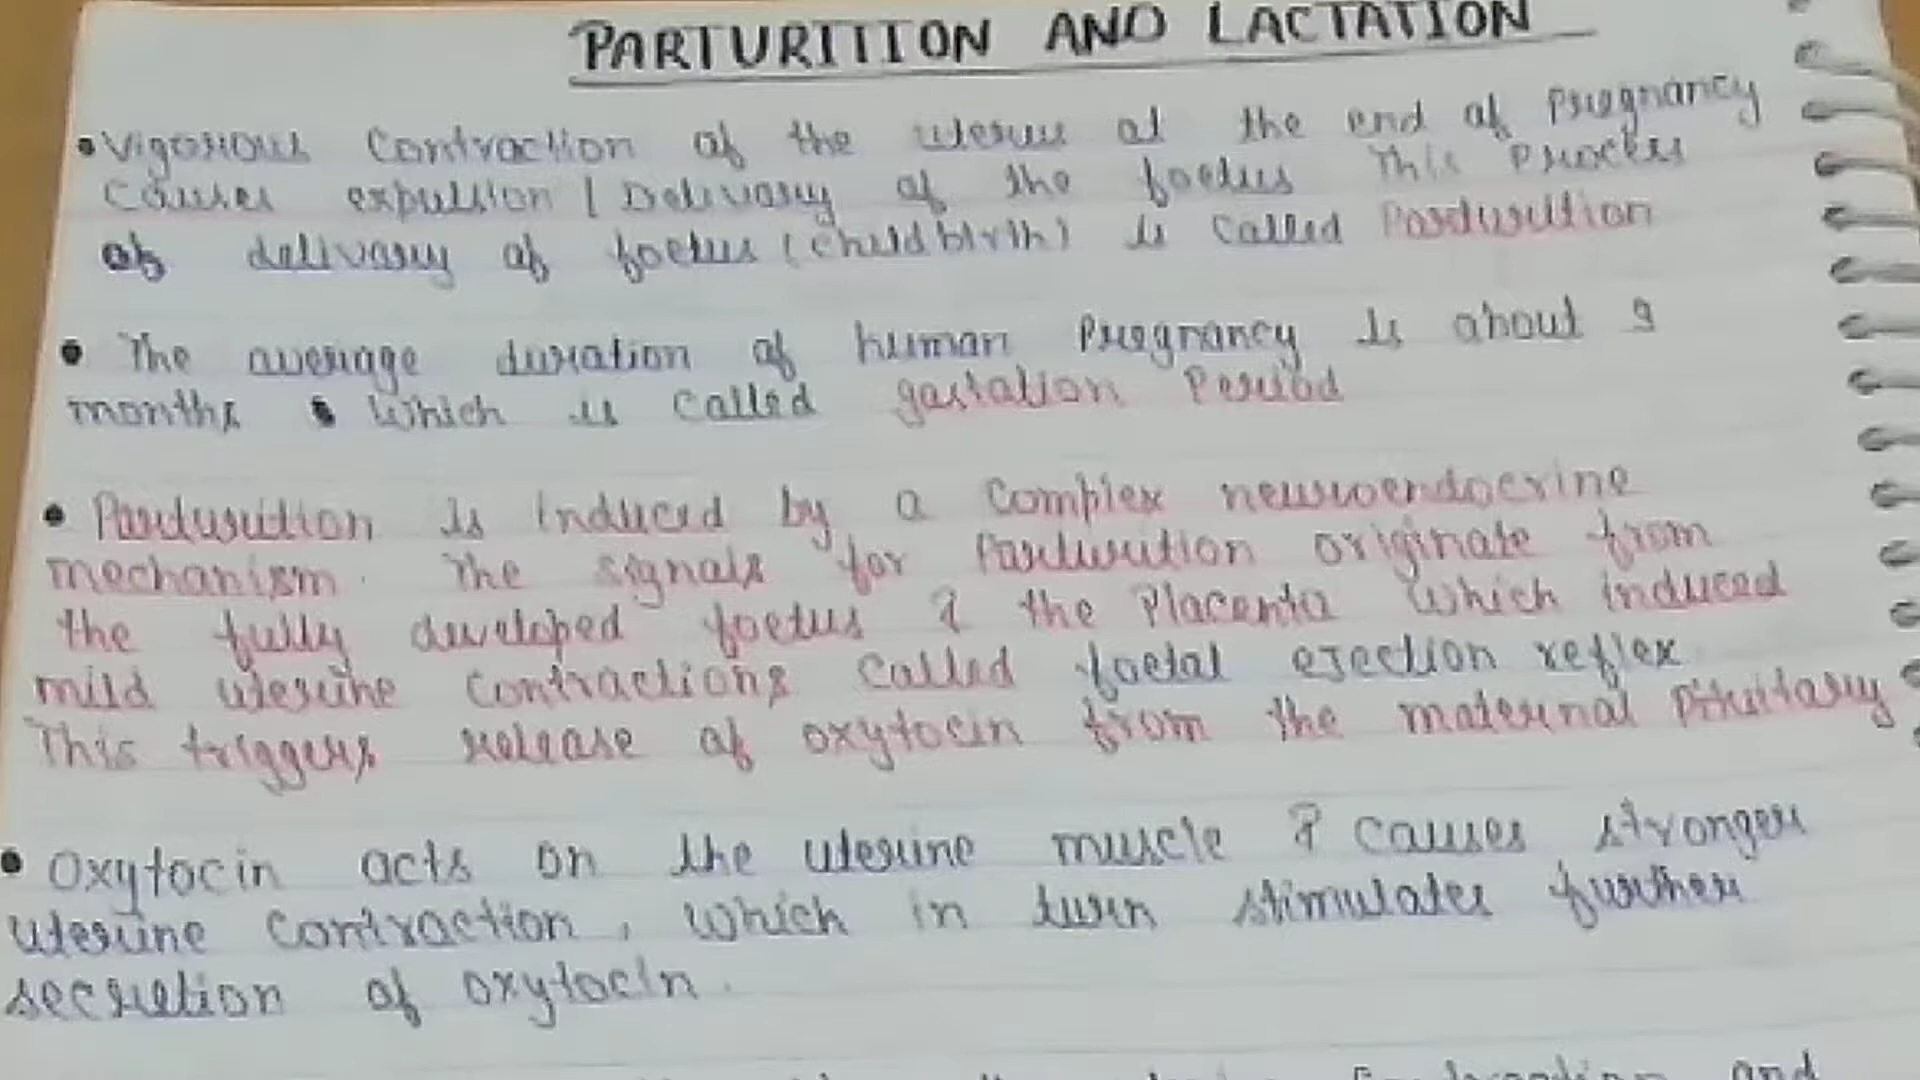 PARTURITION AND LACTATION
• Vigorous Contraction of the uterus at the end of Pregnancy
Causes expulsion / Delivary of the foetus This Process
of delivary of foetus (childbirth) is called Parturition
• The average duration of human Pregnancy is about 9
months which is called gastation Period
• Parturition is induced by a Complex neuroendocrine
mechanism. The signals for Parturition originate from
the fully developed foetus & the Placenta which induced
mild uterine Contractions called foetal ejection reflex
This triggers release of oxytocin from the maternal Pituitary
• Oxytocin acts on the uterine muscle & causes stronger
uterine Contraction, which in turn stimulates further
secretion of oxytocin.
and